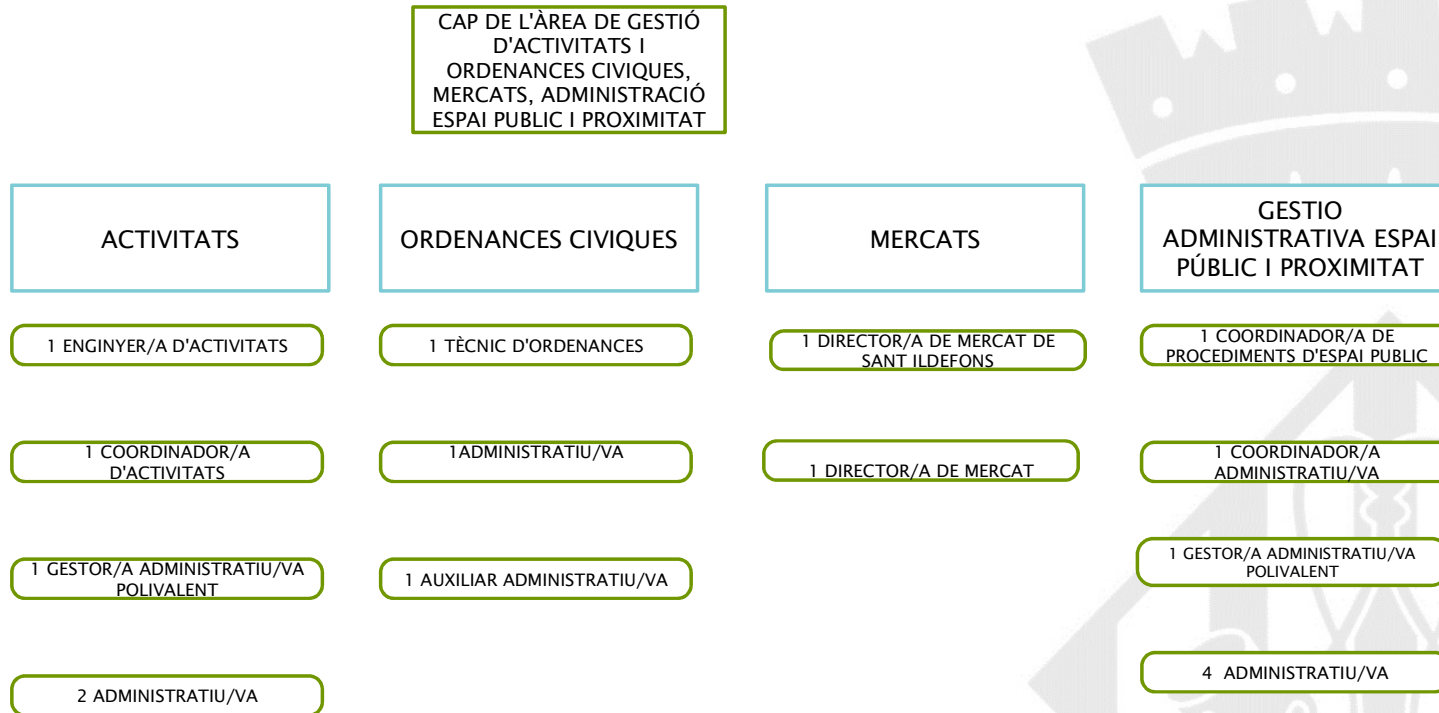 CAP DE L'ÀREA DE GESTIÓ
D'ACTIVITATS I
ORDENANCES CIVIQUES,
MERCATS, ADMINISTRACIÓ
ESPAI PUBLIC I PROXIMITAT
ACTIVITATS
ORDENANCES CIVIQUES
MERCATS
GESTIO
ADMINISTRATIVA ESPAI
PÚBLIC I PROXIMITAT
1 ENGINYER/A D'ACTIVITATS
1 TÈCNIC D'ORDENANCES
1 DIRECTOR/A DE MERCAT DE
SANT ILDEFONS
1 COORDINADOR/A DE
PROCEDIMENTS D'ESPAI PUBLIC
1 COORDINADOR/A
D'ACTIVITATS
1ADMINISTRATIU/VA
1 DIRECTOR/A DE MERCAT
1 COORDINADOR/A
ADMINISTRATIU/VA
1 GESTOR/A ADMINISTRATIU/VA
POLIVALENT
1 AUXILIAR ADMINISTRATIU/VA
1 GESTOR/A ADMINISTRATIU/VA
POLIVALENT
2 ADMINISTRATIU/VA
4 ADMINISTRATIU/VA